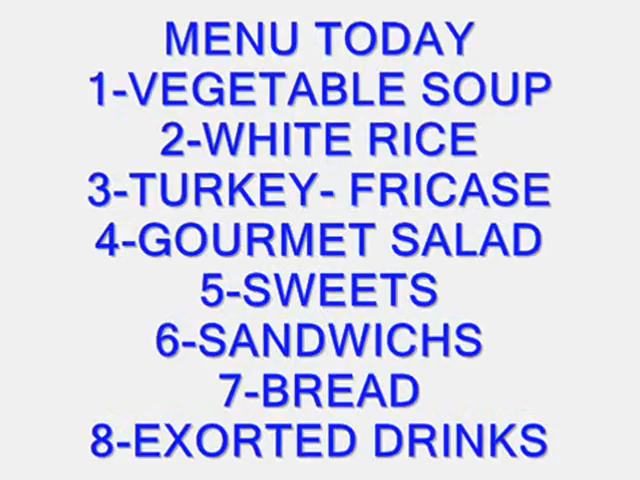 MENU TODAY
1-VEGETABLE SOUP
2-WHITE RICE
3-TURKEY- FRICASE
4-GOURMET SALAD
5-SWEETS
6-SANDWICHS
7-BREAD
8-EXORTED DRINKS